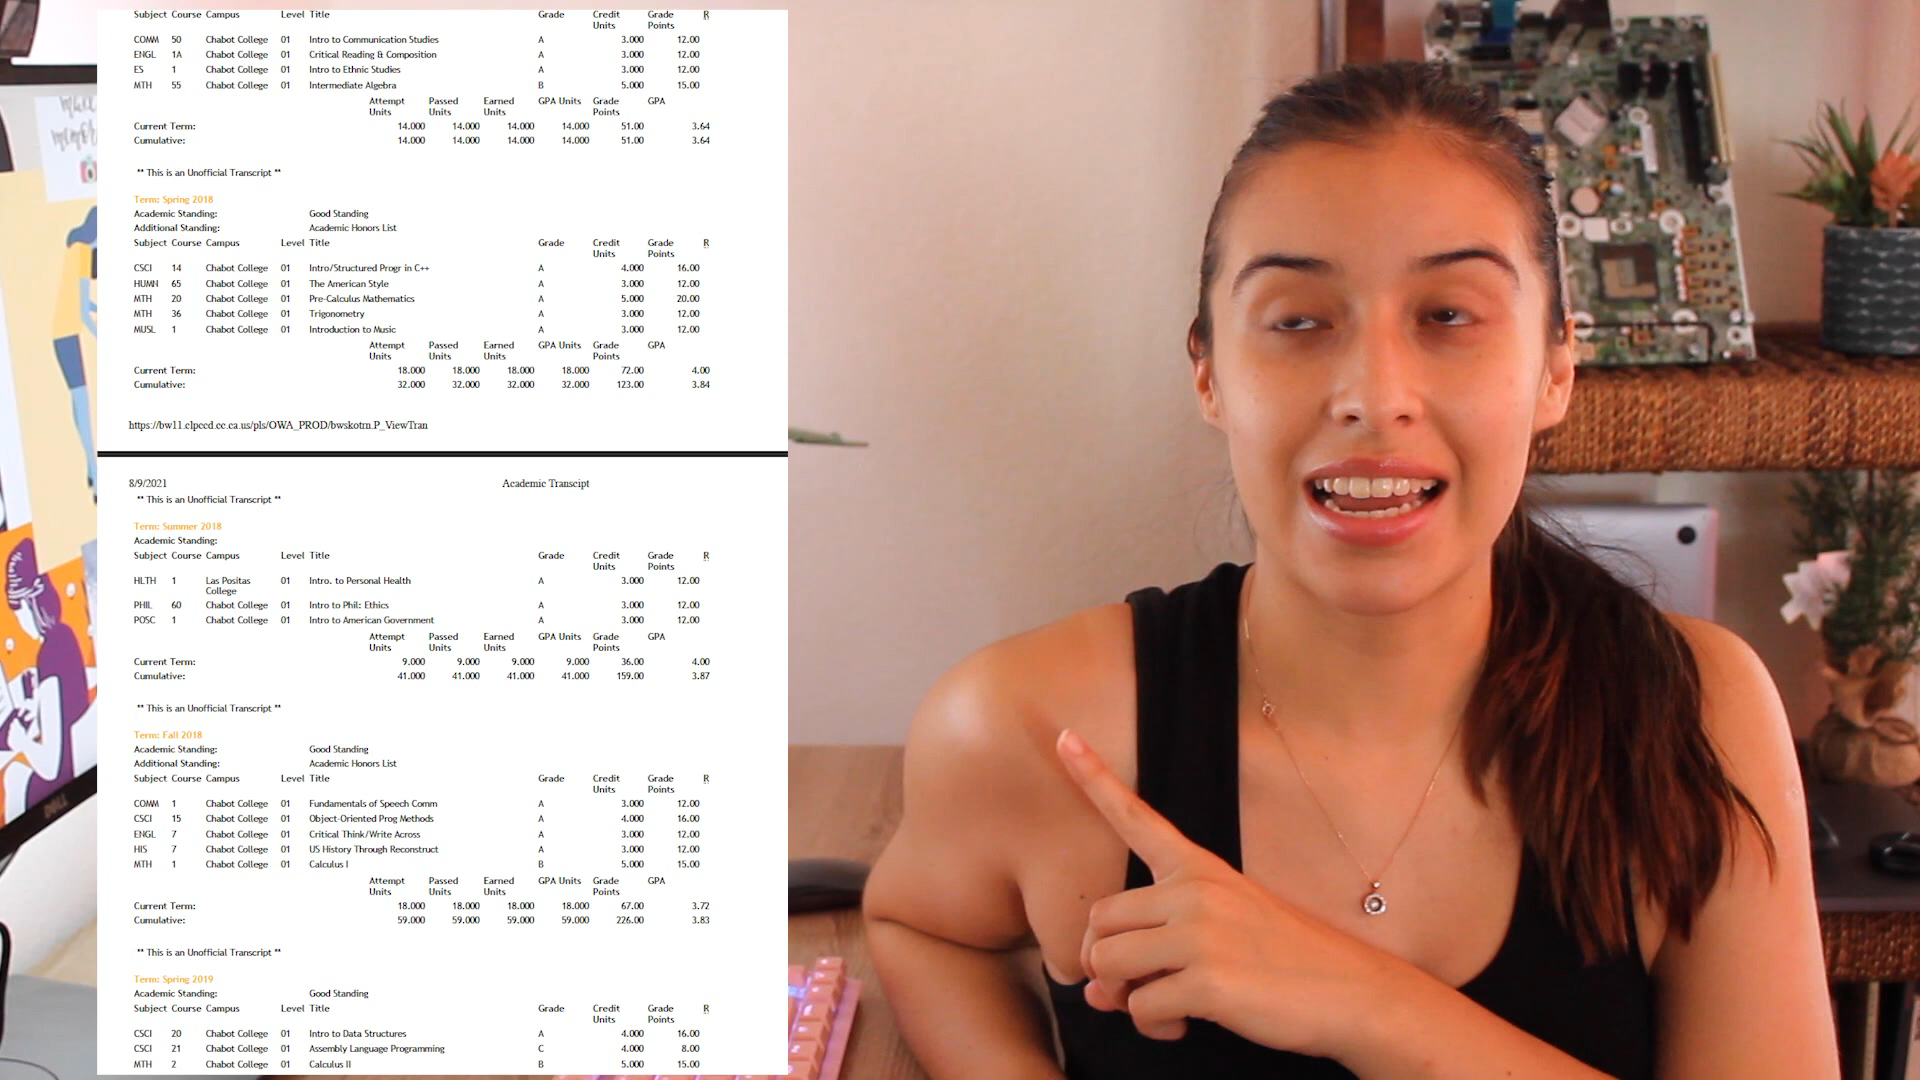 Subject Course Campus Level Title Grade Credit Units Grade Points R
COMM 50 Chabot College 01 Intro to Communication Studies A 3.000 12.00
ENGL 1A Chabot College 01 Critical Reading & Composition A 3.000 12.00
ES 1 Chabot College 01 Intro to Ethnic Studies A 3.000 12.00
MTH 55 Chabot College 01 Intermediate Algebra B 5.000 15.00
Attempt Units Passed Units Earned Units GPA Units Grade Points GPA
Current Term: 14.000 14.000 14.000 14.000 51.00 3.64
Cumulative: 14.000 14.000 14.000 14.000 51.00 3.64
** This is an Unofficial Transcript **
Term: Spring 2018
Academic Standing: Good Standing
Additional Standing: Academic Honors List
Subject Course Campus Level Title Grade Credit Units Grade Points R
CSCI 14 Chabot College 01 Intro/Structured Progr in C++ A 4.000 16.00
HUMN 65 Chabot College 01 The American Style A 3.000 12.00
MTH 20 Chabot College 01 Pre-Calculus Mathematics A 5.000 20.00
MTH 36 Chabot College 01 Trigonometry A 3.000 12.00
MUSL 1 Chabot College 01 Introduction to Music A 3.000 12.00
Attempt Units Passed Units Earned Units GPA Units Grade Points GPA
Current Term: 18.000 18.000 18.000 18.000 72.00 4.00
Cumulative: 32.000 32.000 32.000 32.000 123.00 3.84
https://bw11.clpccd.cc.ca.us/pls/OWA_PROD/bwskotrn.P_ViewTran
8/9/2021 Academic Transcipt
** This is an Unofficial Transcript **
Term: Summer 2018
Academic Standing:
Subject Course Campus Level Title Grade Credit Units Grade Points R
HLTH 1 Las Positas College 01 Intro. to Personal Health A 3.000 12.00
PHIL 60 Chabot College 01 Intro to Phil: Ethics A 3.000 12.00
POSC 1 Chabot College 01 Intro to American Government A 3.000 12.00
Attempt Units Passed Units Earned Units GPA Units Grade Points GPA
Current Term: 9.000 9.000 9.000 9.000 36.00 4.00
Cumulative: 41.000 41.000 41.000 41.000 159.00 3.87
** This is an Unofficial Transcript **
Term: Fall 2018
Academic Standing: Good Standing
Additional Standing: Academic Honors List
Subject Course Campus Level Title Grade Credit Units Grade Points R
COMM 1 Chabot College 01 Fundamentals of Speech Comm A 3.000 12.00
CSCI 15 Chabot College 01 Object-Oriented Prog Methods A 4.000 16.00
ENGL 7 Chabot College 01 Critical Think/Write Across A 3.000 12.00
HIS 7 Chabot College 01 US History Through Reconstruct A 3.000 12.00
MTH 1 Chabot College 01 Calculus I B 5.000 15.00
Attempt Units Passed Units Earned Units GPA Units Grade Points GPA
Current Term: 18.000 18.000 18.000 18.000 67.00 3.72
Cumulative: 59.000 59.000 59.000 59.000 226.00 3.83
** This is an Unofficial Transcript **
Term: Spring 2019
Academic Standing: Good Standing
Subject Course Campus Level Title Grade Credit Units Grade Points R
CSCI 20 Chabot College 01 Intro to Data Structures A 4.000 16.00
CSCI 21 Chabot College 01 Assembly Language Programming C 4.000 8.00
MTH 2 Chabot College 01 Calculus II B 5.000 15.00
DELL